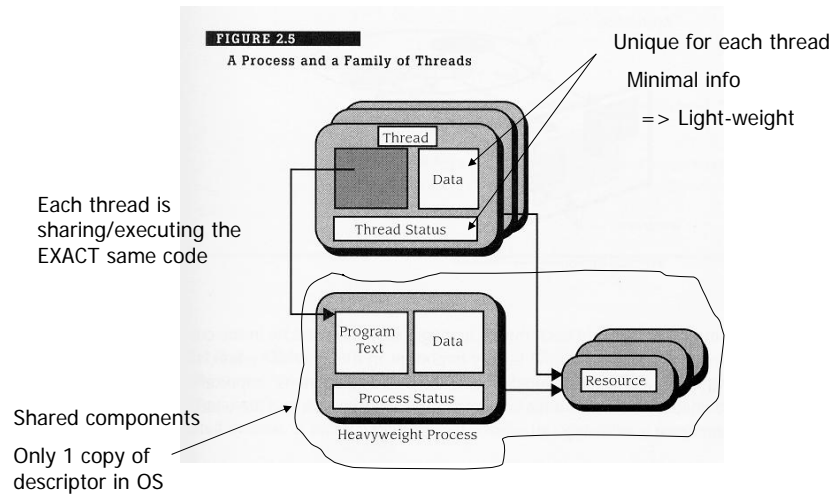 FIGURE 2.5
A Process and a Family of Threads
Unique for each thread
Minimal info
=> Light-weight
Thread
Data
Thread Status
Each thread is
sharing/executing the
EXACT same code
Program
Text
Data
Process Status
Resource
Heavyweight Process
Shared components
Only 1 copy of
descriptor in OS